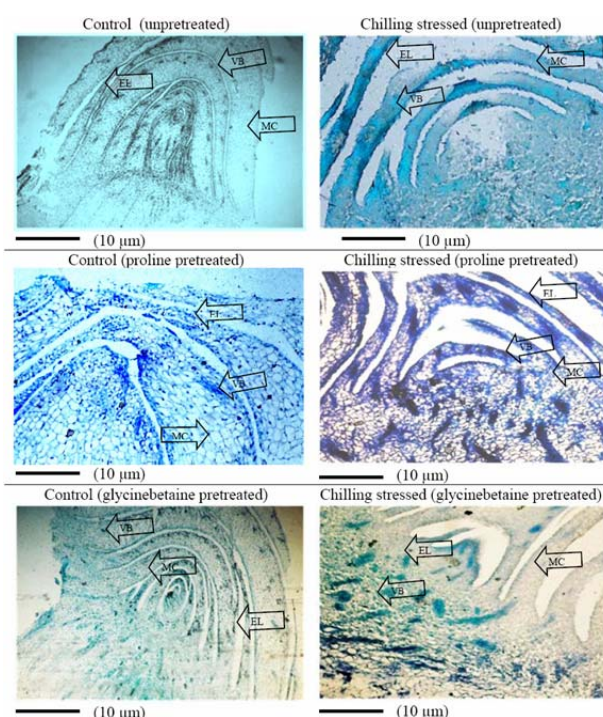 Control (unpretreated)
Chilling stressed (unpretreated)
VB
EL
MC
EL
MC
VB
(10 µm)
(10 µm)
Control (proline pretreated)
Chilling stressed (proline pretreated)
EL
VB
MC
EL
VB
MC
(10 µm)
(10 µm)
Control (glycinebetaine pretreated)
Chilling stressed (glycinebetaine pretreated)
VB
MC
EL
EL
MC
VB
(10 µm)
(10 µm)